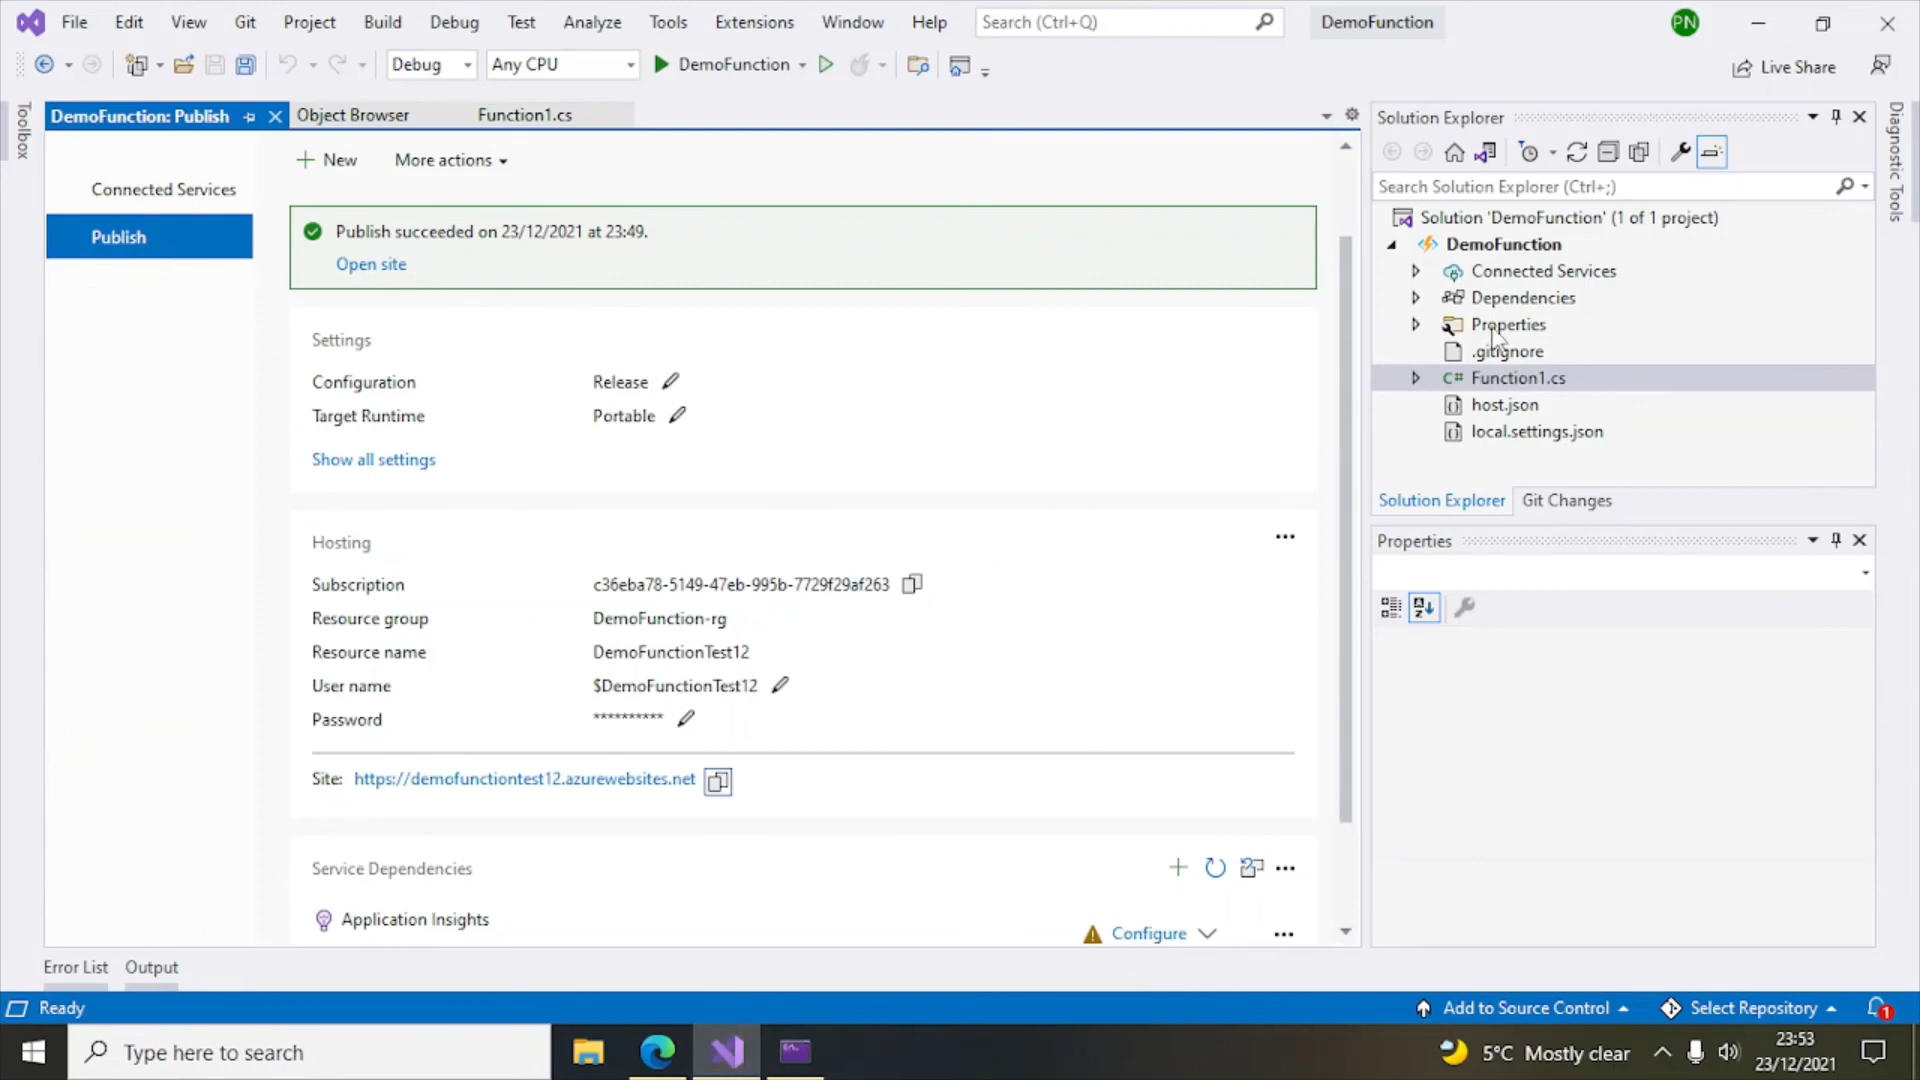 File Edit View Git Project Build Debug Test Analyze Tools Extensions Window Help Search (Ctrl+Q) DemoFunction PN
Debug Any CPU DemoFunction Live Share
Toolbox
DemoFunction: Publish Object Browser Function1.cs
Connected Services
Publish
New More actions
Publish succeeded on 23/12/2021 at 23:49.
Open site
Settings
Configuration Release
Target Runtime Portable
Show all settings
Hosting
Subscription c36eba78-5149-47eb-995b-7729f29af263
Resource group DemoFunction-rg
Resource name DemoFunctionTest12
User name $DemoFunctionTest12
Password **********
Site: https://demofunctiontest12.azurewebsites.net
Service Dependencies
Application Insights
Configure
Solution Explorer
Search Solution Explorer (Ctrl+;)
Solution 'DemoFunction' (1 of 1 project)
DemoFunction
Connected Services
Dependencies
Properties
.gitignore
C# Function1.cs
host.json
local.settings.json
Solution Explorer Git Changes
Properties
Diagnostic Tools
Error List Output
Ready Add to Source Control Select Repository 1
Type here to search 5°C Mostly clear 23:53
23/12/2021